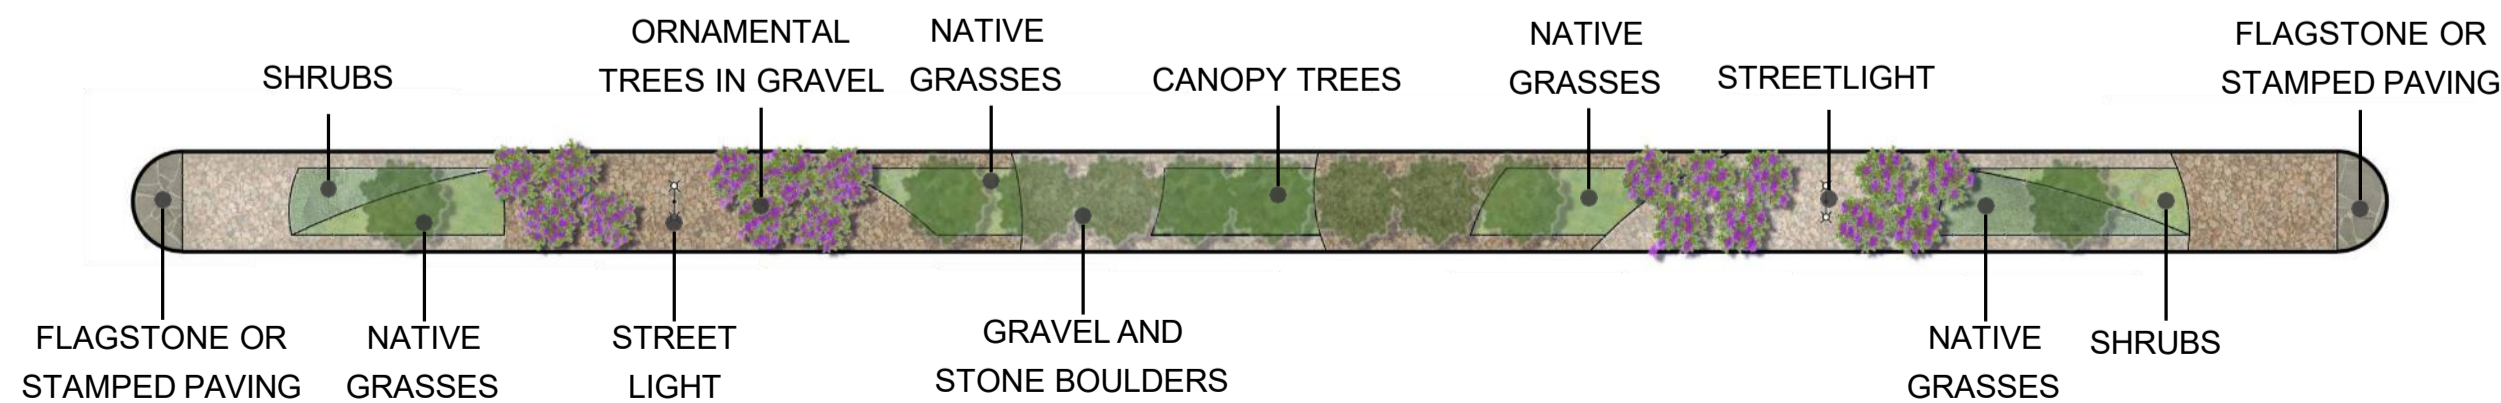 SHRUBS
ORNAMENTAL
TREES IN GRAVEL
NATIVE
GRASSES
CANOPY TREES
NATIVE
GRASSES
STREETLIGHT
FLAGSTONE OR
STAMPED PAVING
FLAGSTONE OR
STAMPED PAVING
NATIVE
GRASSES
STREET
LIGHT
GRAVEL AND
STONE BOULDERS
NATIVE
GRASSES
SHRUBS